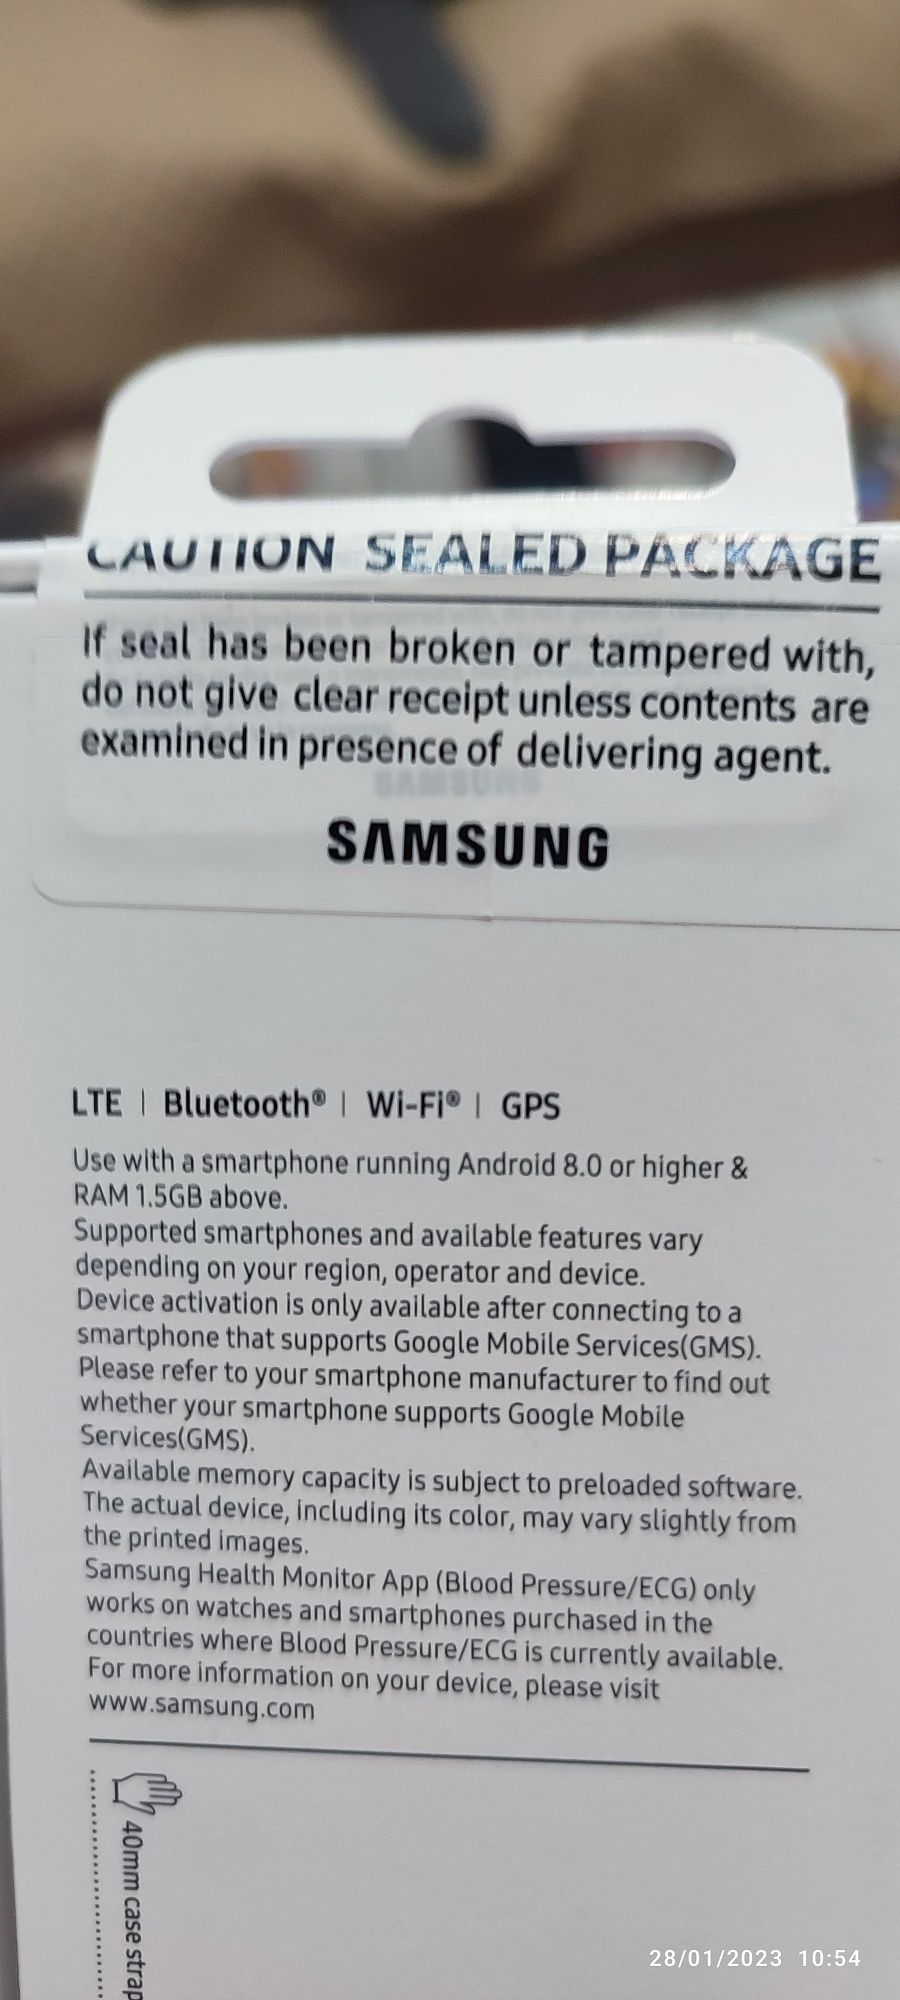 CAUTION SEALED PACKAGE
If seal has been broken or tampered with,
do not give clear receipt unless contents are
examined in presence of delivering agent.
SAMSUNG
SAMSUNG
LTE | Bluetooth® | Wi-Fi® | GPS
Use with a smartphone running Android 8.0 or higher &
RAM 1.5GB above.
Supported smartphones and available features vary
depending on your region, operator and device.
Device activation is only available after connecting to a
smartphone that supports Google Mobile Services(GMS).
Please refer to your smartphone manufacturer to find out
whether your smartphone supports Google Mobile
Services(GMS).
Available memory capacity is subject to preloaded software.
The actual device, including its color, may vary slightly from
the printed images.
Samsung Health Monitor App (Blood Pressure/ECG) only
works on watches and smartphones purchased in the
countries where Blood Pressure/ECG is currently available.
For more information on your device, please visit
www.samsung.com
40mm case strap
28/01/2023 10:54